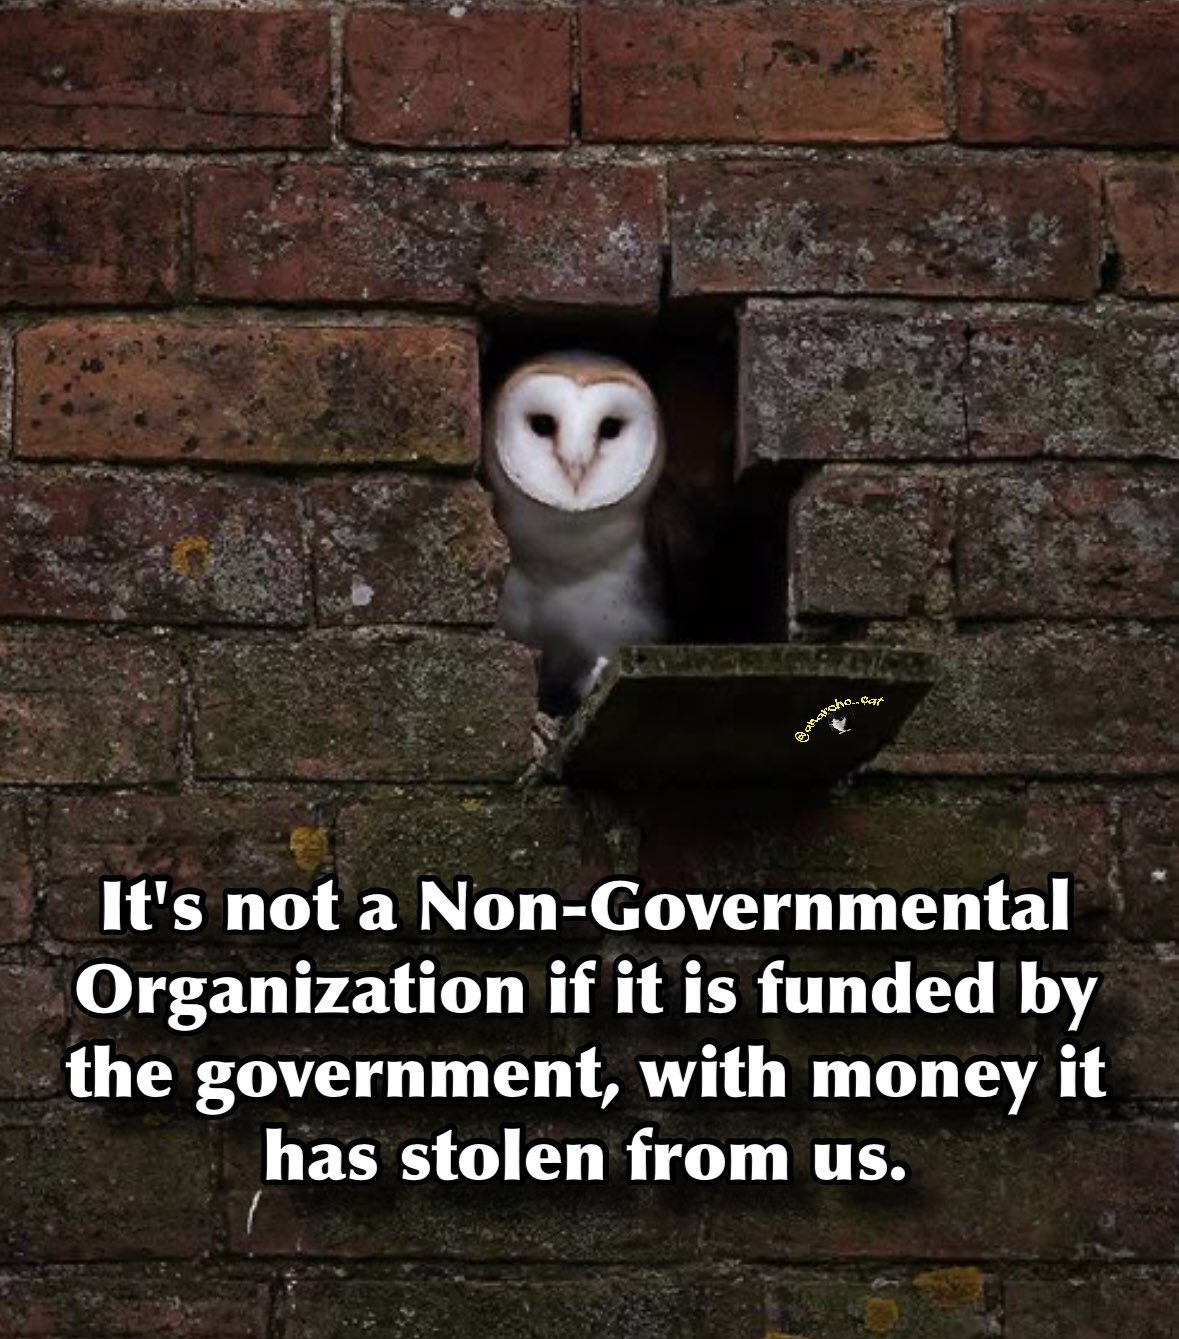 @anarcho_cat
It's not a Non-Governmental
Organization if it is funded by
the government, with money it
has stolen from us.